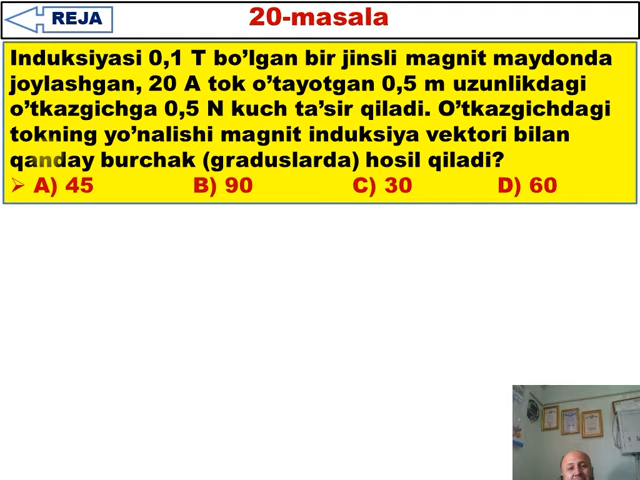 REJA
20-masala
Induksiyasi 0,1 T bo’lgan bir jinsli magnit maydonda
joylashgan, 20 A tok o’tayotgan 0,5 m uzunlikdagi
o’tkazgichga 0,5 N kuch ta’sir qiladi. O’tkazgichdagi
tokning yo’nalishi magnit induksiya vektori bilan
qanday burchak (graduslarda) hosil qiladi?
➢ A) 45 B) 90 C) 30 D) 60